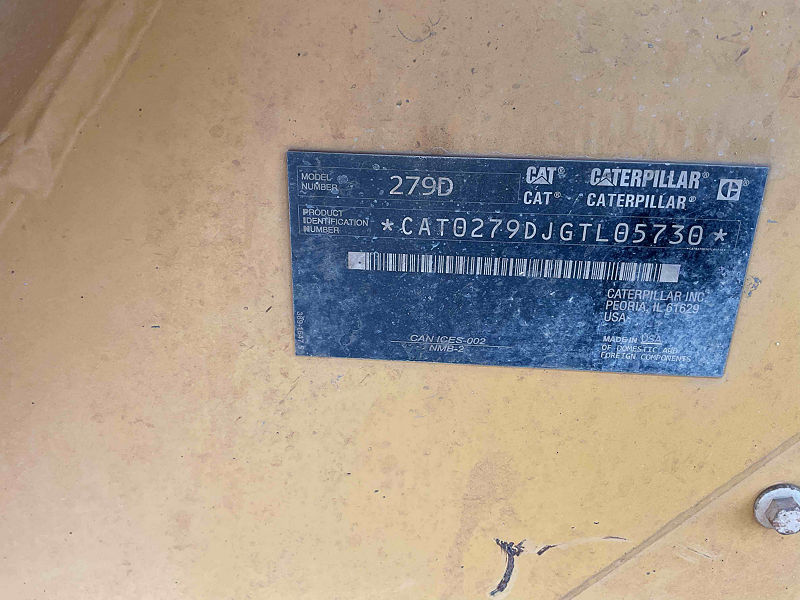 MODEL NUMBER 279D
CAT® CATERPILLAR®
CAT® CATERPILLAR®
PRODUCT IDENTIFICATION NUMBER *CAT0279DJGTL05730*
CATERPILLAR INC.
PEORIA, IL 61629
USA
CAN ICES-002
NMB-2
MADE IN USA
OF DOMESTIC AND
FOREIGN COMPONENTS